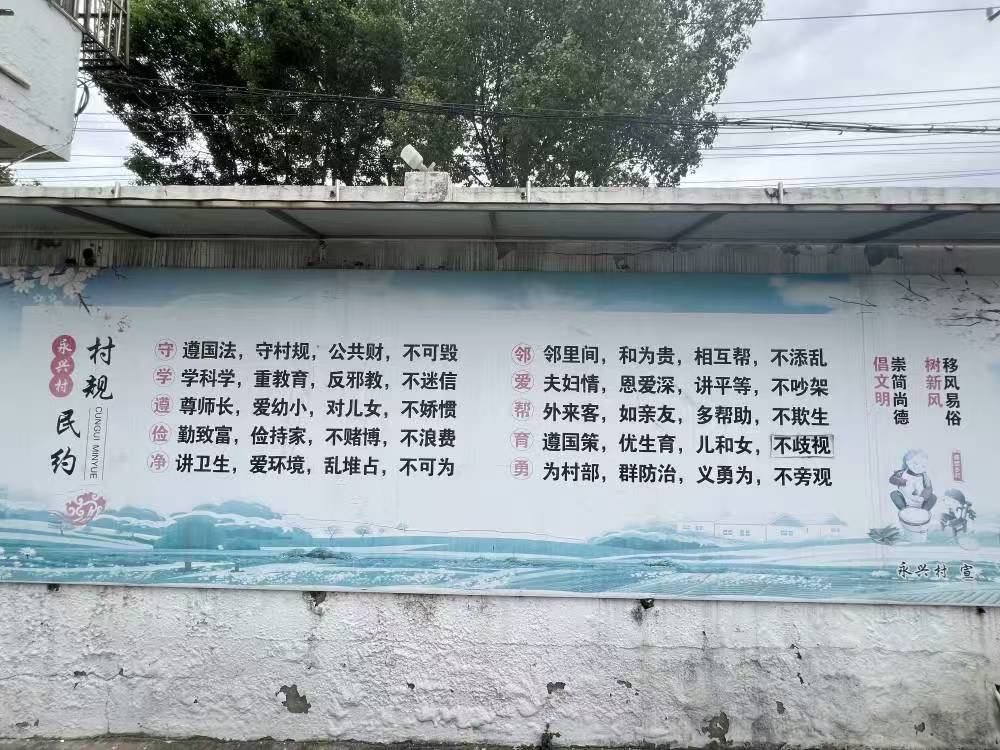 永兴村
村规民约
CUNGUI MINYUE
守 遵国法，守村规，公共财，不可毁
学 学科学，重教育，反邪教，不迷信
遵 尊师长，爱幼小，对儿女，不娇惯
俭 勤致富，俭持家，不赌博，不浪费
净 讲卫生，爱环境，乱堆占，不可为
邻 邻里间，和为贵，相互帮，不添乱
爱 夫妇情，恩爱深，讲平等，不吵架
帮 外来客，如亲友，多帮助，不欺生
育 遵国策，优生育，儿和女，不歧视
勇 为村部，群防治，义勇为，不旁观
移风易俗
树新风
崇简尚德
倡文明
永兴村 宣